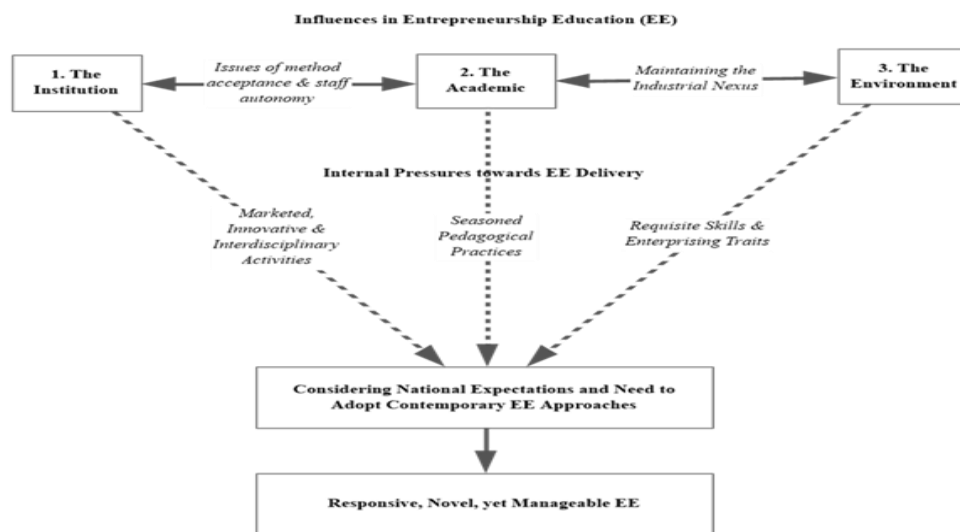 Influences in Entrepreneurship Education (EE)
1. The
Institution
Issues of method
acceptance & staff
autonomy
2. The
Academic
Maintaining the
Industrial Nexus
3. The
Environment
Internal Pressures towards EE Delivery
Marketed,
Innovative &
Interdisciplinary
Activities
Seasoned
Pedagogical
Practices
Requisite Skills &
Enterprising Traits
Considering National Expectations and Need to
Adopt Contemporary EE Approaches
Responsive, Novel, yet Manageable EE